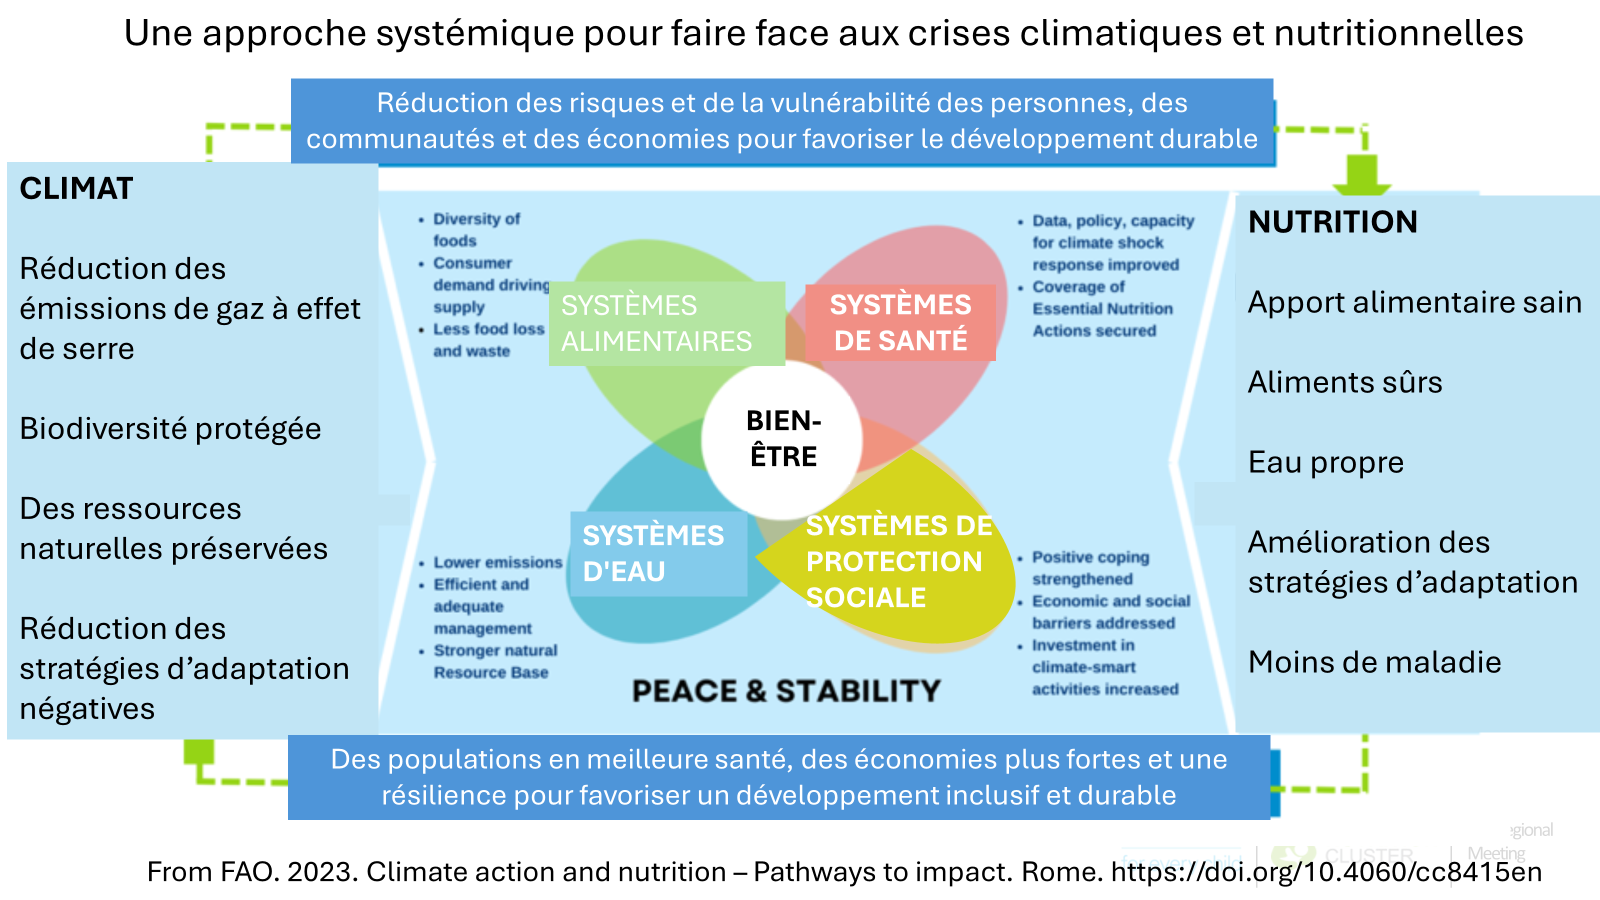 Une approche systémique pour faire face aux crises climatiques et nutritionnelles
Réduction des risques et de la vulnérabilité des personnes, des
communautés et des économies pour favoriser le développement durable
CLIMAT
Réduction des
émissions de gaz à effet
de serre
Biodiversité protégée
Des ressources
naturelles préservées
Réduction des
stratégies d’adaptation
négatives
• Diversity of
foods
• Consumer
demand driving
supply
• Less food loss
and waste
SYSTÈMES
ALIMENTAIRES
SYSTÈMES
DE SANTÉ
• Data, policy, capacity
for climate shock
response improved
• Coverage of
Essential Nutrition
Actions secured
BIEN-
ÊTRE
• Lower emissions
• Efficient and
adequate
management
• Stronger natural
Resource Base
SYSTÈMES
D'EAU
SYSTÈMES DE
PROTECTION
SOCIALE
• Positive coping
strengthened
• Economic and social
barriers addressed
• Investment in
climate-smart
activities increased
PEACE & STABILITY
NUTRITION
Apport alimentaire sain
Aliments sûrs
Eau propre
Amélioration des
stratégies d’adaptation
Moins de maladie
Des populations en meilleure santé, des économies plus fortes et une
résilience pour favoriser un développement inclusif et durable
for every child
CLUSTER
egional
Meeting
From FAO. 2023. Climate action and nutrition – Pathways to impact. Rome. https://doi.org/10.4060/cc8415en